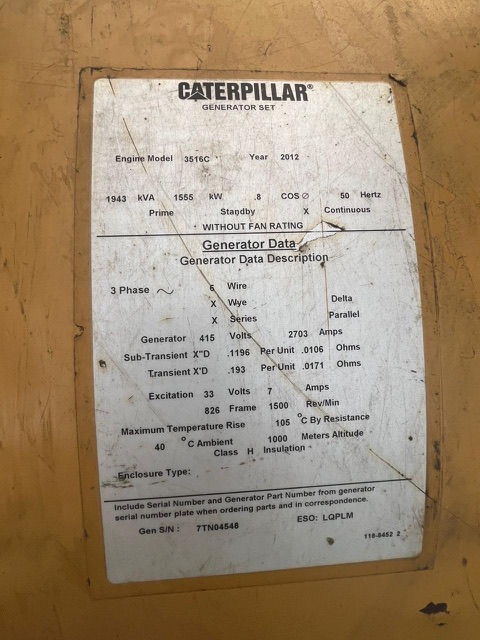 CATERPILLAR®
GENERATOR SET
Engine Model 3516C Year 2012
1943 kVA 1555 kW .8 COS ∅ 50 Hertz
Prime Standby X Continuous
WITHOUT FAN RATING
Generator Data
Generator Data Description
3 Phase ~ 6 Wire
X Wye Delta
X Series Parallel
Generator 415 Volts 2703 Amps
Sub-Transient X"D .1196 Per Unit .0106 Ohms
Transient X'D .193 Per Unit .0171 Ohms
Excitation 33 Volts 7 Amps
826 Frame 1500 Rev/Min
Maximum Temperature Rise 105 °C By Resistance
40 °C Ambient 1000 Meters Altitude
Class H Insulation
Enclosure Type:
Include Serial Number and Generator Part Number from generator
serial number plate when ordering parts and in correspondence.
Gen S/N : 7TN04548 ESO: LQPLM
118-8452 2